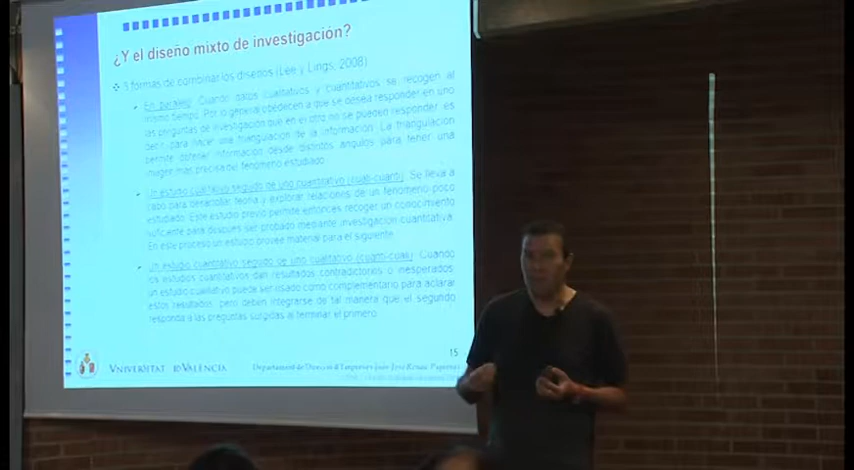 ¿Y el diseño mixto de investigación?
3 formas de combinar los diseños (Lee y Lings, 2008)
En paralelo. Cuando datos cualitativos y cuantitativos se recogen al
mismo tiempo. Por lo general obedecen a que se desea responder en uno
las preguntas de investigación que en el otro no se pueden responder, es
decir, para hacer una triangulación de la información. La triangulación
permite obtener información desde distintos ángulos para tener una
imagen más precisa del fenómeno estudiado.
Un estudio cualitativo seguido de uno cuantitativo (cuali-cuanti). Se lleva a
cabo para desarrollar teoría y explorar relaciones de un fenómeno poco
estudiado. Este estudio previo permite entonces recoger un conocimiento
suficiente para después ser probado mediante investigación cuantitativa.
En este proceso un estudio provee material para el siguiente.
Un estudio cuantitativo seguido de uno cualitativo (cuanti-cuali). Cuando
los estudios cuantitativos dan resultados contradictorios o inesperados,
un estudio cualitativo puede ser usado como complementario para aclarar
estos resultados, pero deben integrarse de tal manera que el segundo
responda a las preguntas surgidas al terminar el primero.
15
VNIVERSITAT ID VALENCIA
Departament de Direcció d'Empreses Juan José Renau Piqueras